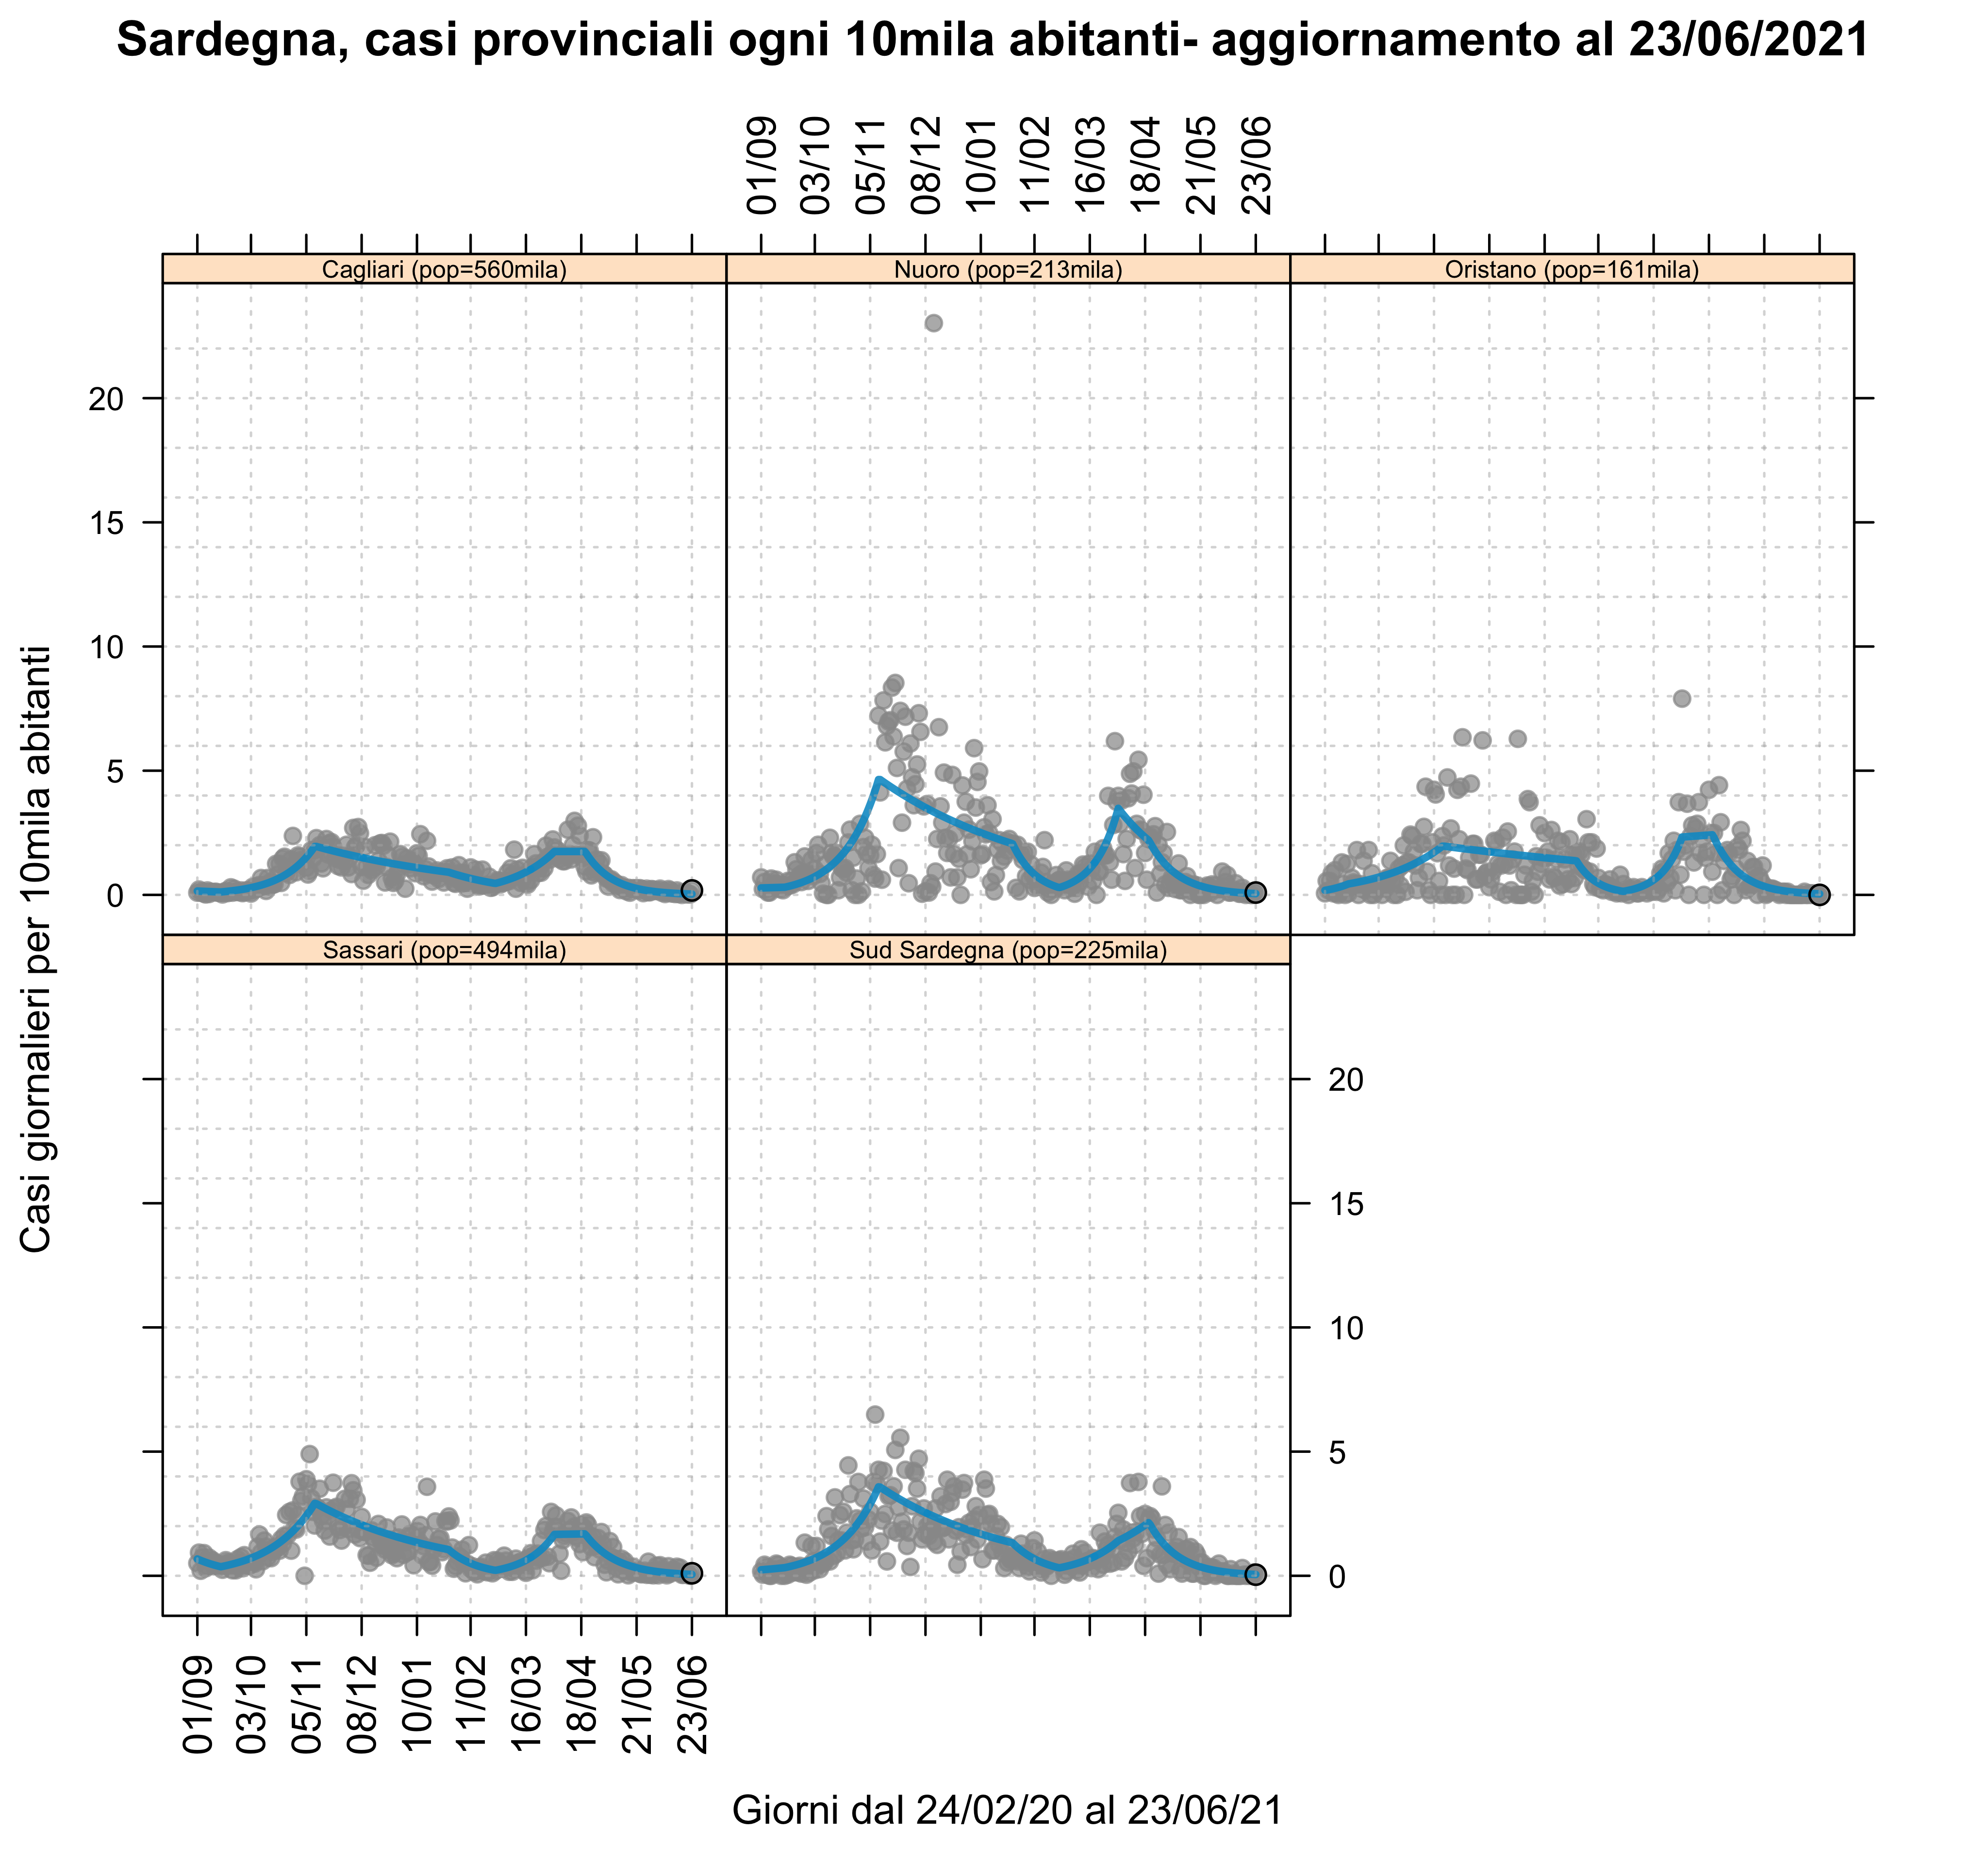 Sardegna, casi provinciali ogni 10mila abitanti- aggiornamento al 23/06/2021
01/09 03/10 05/11 08/12 10/01 11/02 16/03 18/04 21/05 23/06
Cagliari (pop=560mila) Nuoro (pop=213mila) Oristano (pop=161mila)
20
15
10
5
0
Casi giornalieri per 10mila abitanti
Sassari (pop=494mila) Sud Sardegna (pop=225mila)
20
15
10
5
0
01/09 03/10 05/11 08/12 10/01 11/02 16/03 18/04 21/05 23/06
Giorni dal 24/02/20 al 23/06/21